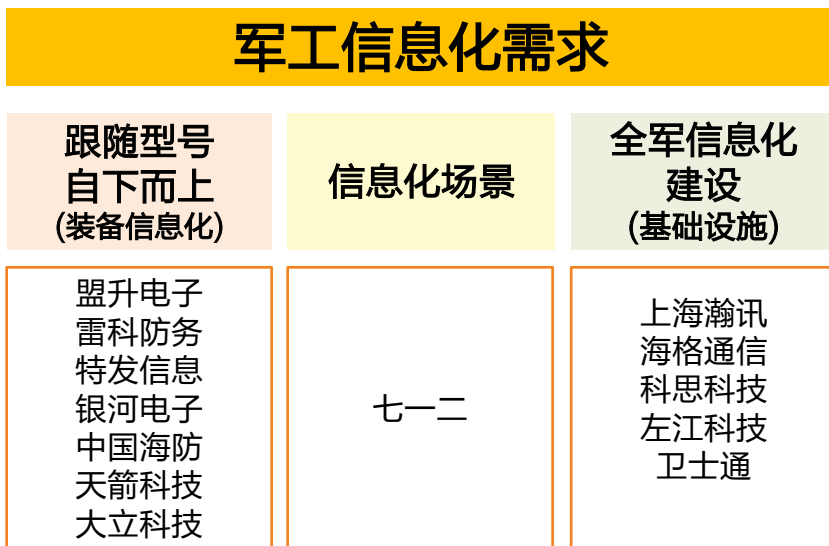 军工信息化需求
跟随型号
自下而上
(装备信息化)
信息化场景
全军信息化
建设
(基础设施)
盟升电子
雷科防务
特发信息
银河电子
中国海防
天箭科技
大立科技
七一二
上海瀚讯
海格通信
科思科技
左江科技
卫士通